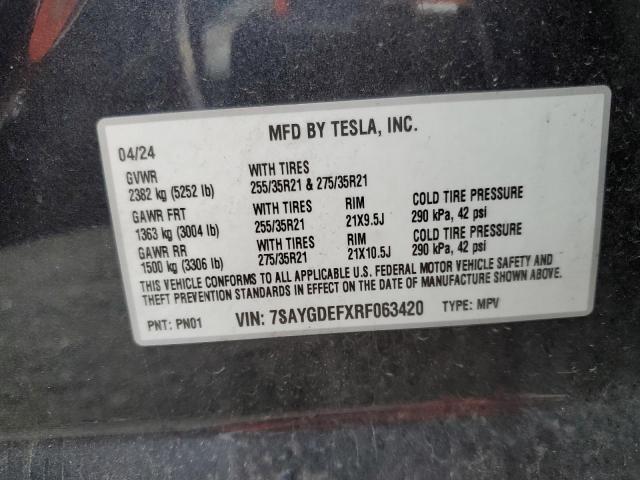 MFD BY TESLA, INC.
04/24
GVWR WITH TIRES
2382 kg (5252 lb) 255/35R21 & 275/35R21
GAWR FRT WITH TIRES RIM COLD TIRE PRESSURE
1363 kg (3004 lb) 255/35R21 21X9.5J 290 kPa, 42 psi
GAWR RR WITH TIRES RIM COLD TIRE PRESSURE
1500 kg (3306 lb) 275/35R21 21X10.5J 290 kPa, 42 psi
THIS VEHICLE CONFORMS TO ALL APPLICABLE U.S. FEDERAL MOTOR VEHICLE SAFETY AND
THEFT PREVENTION STANDARDS IN EFFECT ON THE DATE OF MANUFACTURE SHOWN ABOVE.
PNT: PN01 VIN: 7SAYGDEFXRF063420 TYPE: MPV